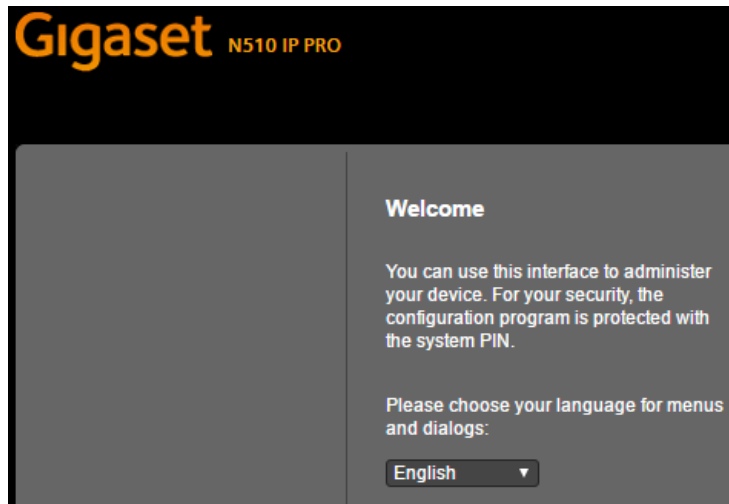 Gigaset N510 IP PRO
Welcome
You can use this interface to administer
your device. For your security, the
configuration program is protected with
the system PIN.
Please choose your language for menus
and dialogs:
English